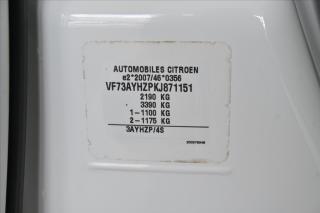 AUTOMOBILES CITROEN
e2*2007/46*0356
VF73AYHZPKJ871151
2190 KG
3390 KG
1-1100 KG
2-1175 KG
3AYHZP/4S